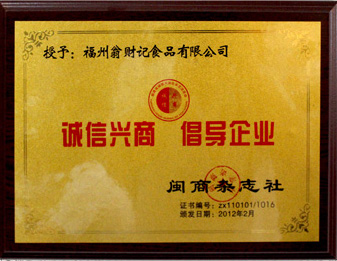 授予：福州翁财记食品有限公司
诚信兴商 倡导企业
闽商杂志社
证书编号：zx110101/1016
颁发日期：2012年2月